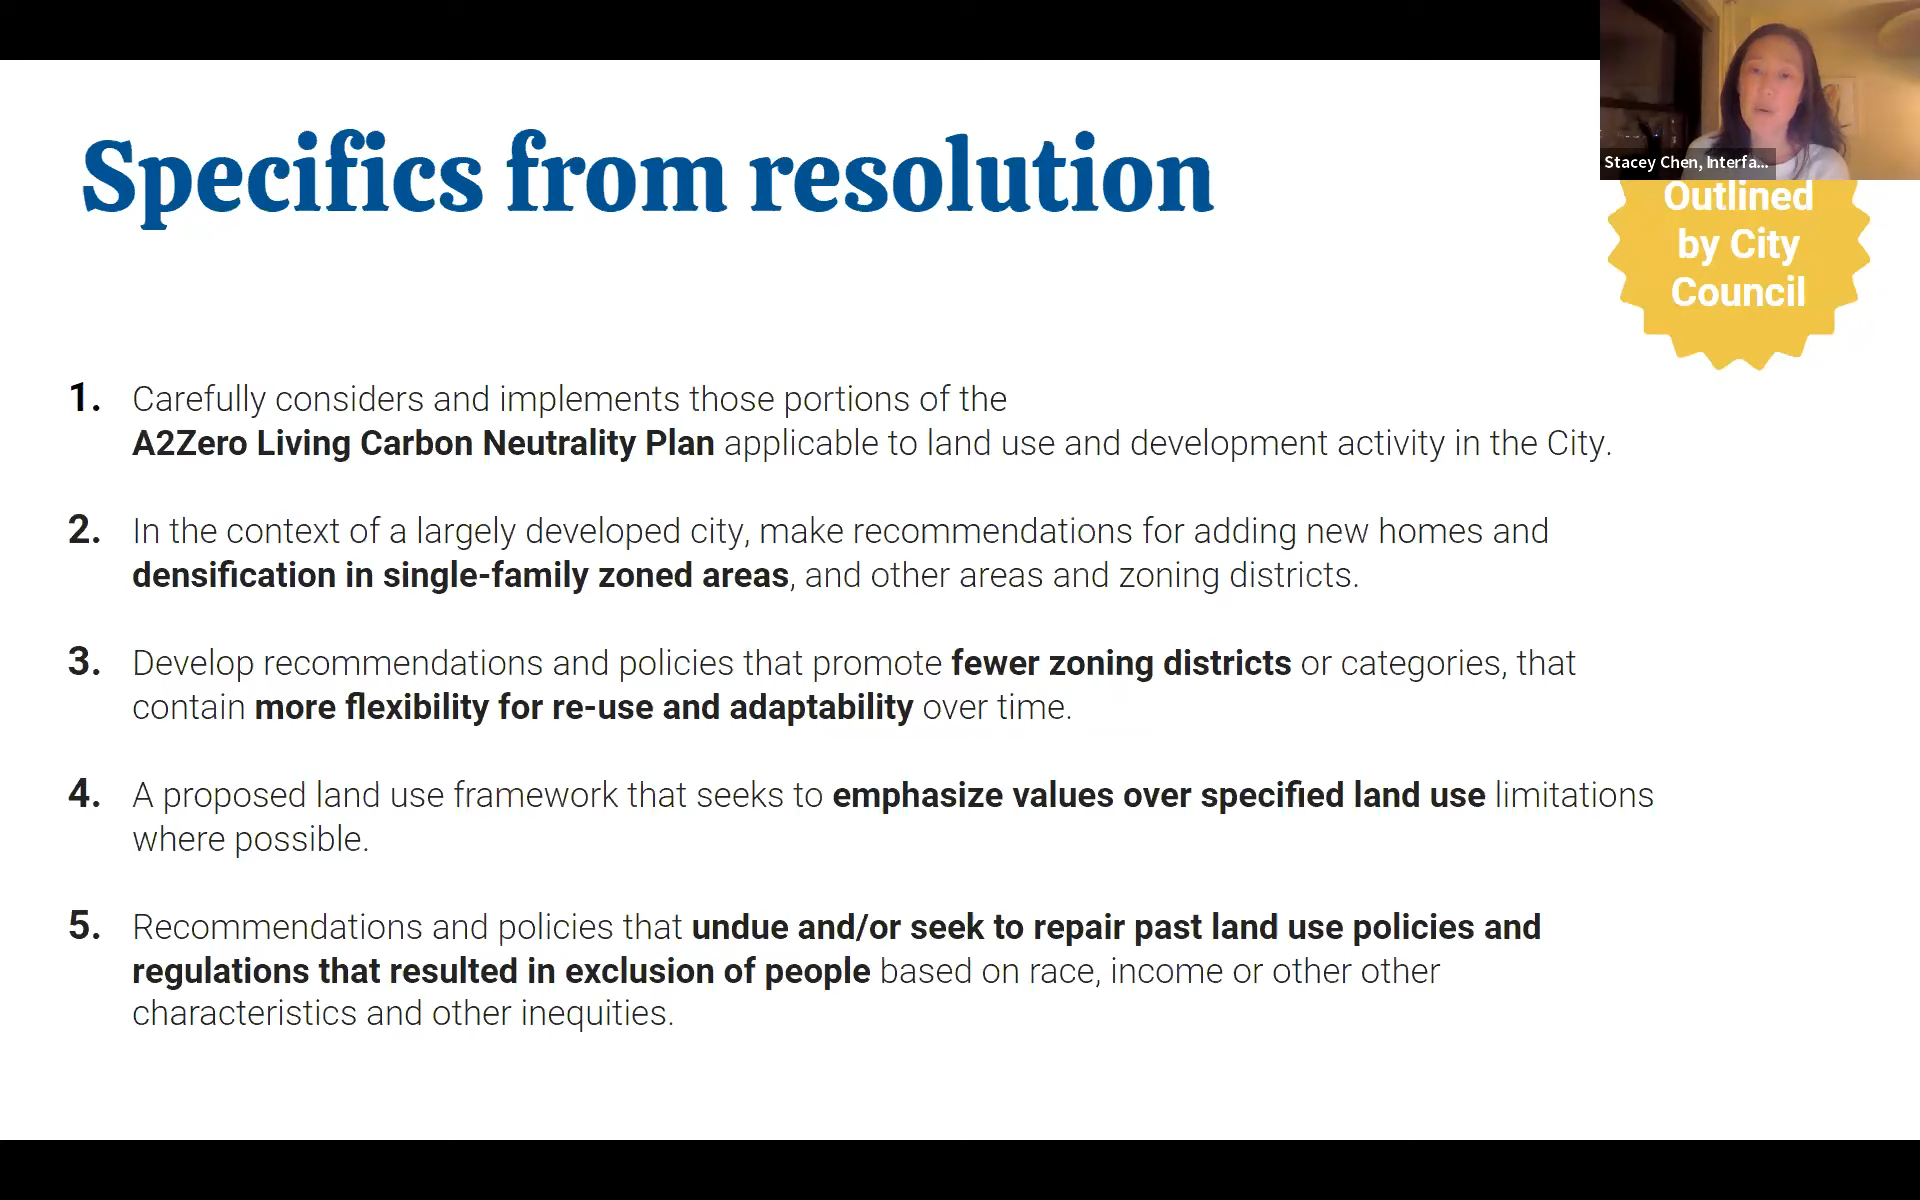 Specifics from resolution
Stacey Chen, Interfa...
Outlined
by City
Council
1. Carefully considers and implements those portions of the
A2Zero Living Carbon Neutrality Plan applicable to land use and development activity in the City.
2. In the context of a largely developed city, make recommendations for adding new homes and
densification in single-family zoned areas, and other areas and zoning districts.
3. Develop recommendations and policies that promote fewer zoning districts or categories, that
contain more flexibility for re-use and adaptability over time.
4. A proposed land use framework that seeks to emphasize values over specified land use limitations
where possible.
5. Recommendations and policies that undue and/or seek to repair past land use policies and
regulations that resulted in exclusion of people based on race, income or other other
characteristics and other inequities.